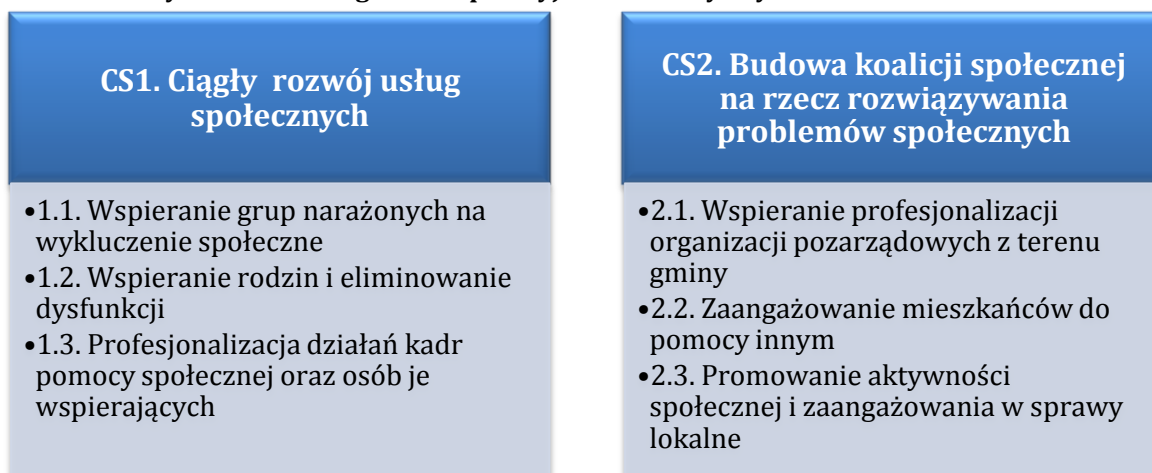 CS1. Ciągły rozwój usług
społecznych
•1.1. Wspieranie grup narażonych na
wykluczenie społeczne
•1.2. Wspieranie rodzin i eliminowanie
dysfunkcji
•1.3. Profesjonalizacja działań kadr
pomocy społecznej oraz osób je
wspierających
CS2. Budowa koalicji społecznej
na rzecz rozwiązywania
problemów społecznych
•2.1. Wspieranie profesjonalizacji
organizacji pozarządowych z terenu
gminy
•2.2. Zaangażowanie mieszkańców do
pomocy innym
•2.3. Promowanie aktywności
społecznej i zaangażowania w sprawy
lokalne